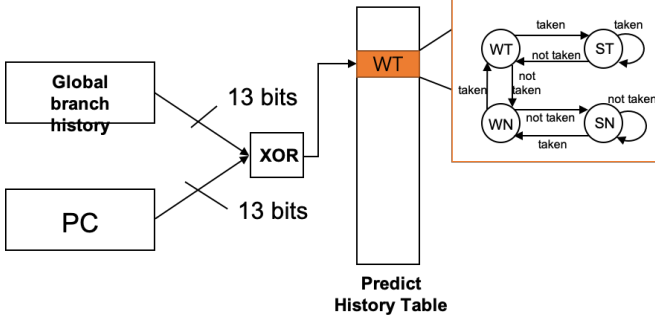 Global
branch
history
PC
13 bits
13 bits
XOR
WT
Predict
History Table
taken
taken
WT
ST
not taken
taken
not
taken
WN
SN
not taken
not taken
taken